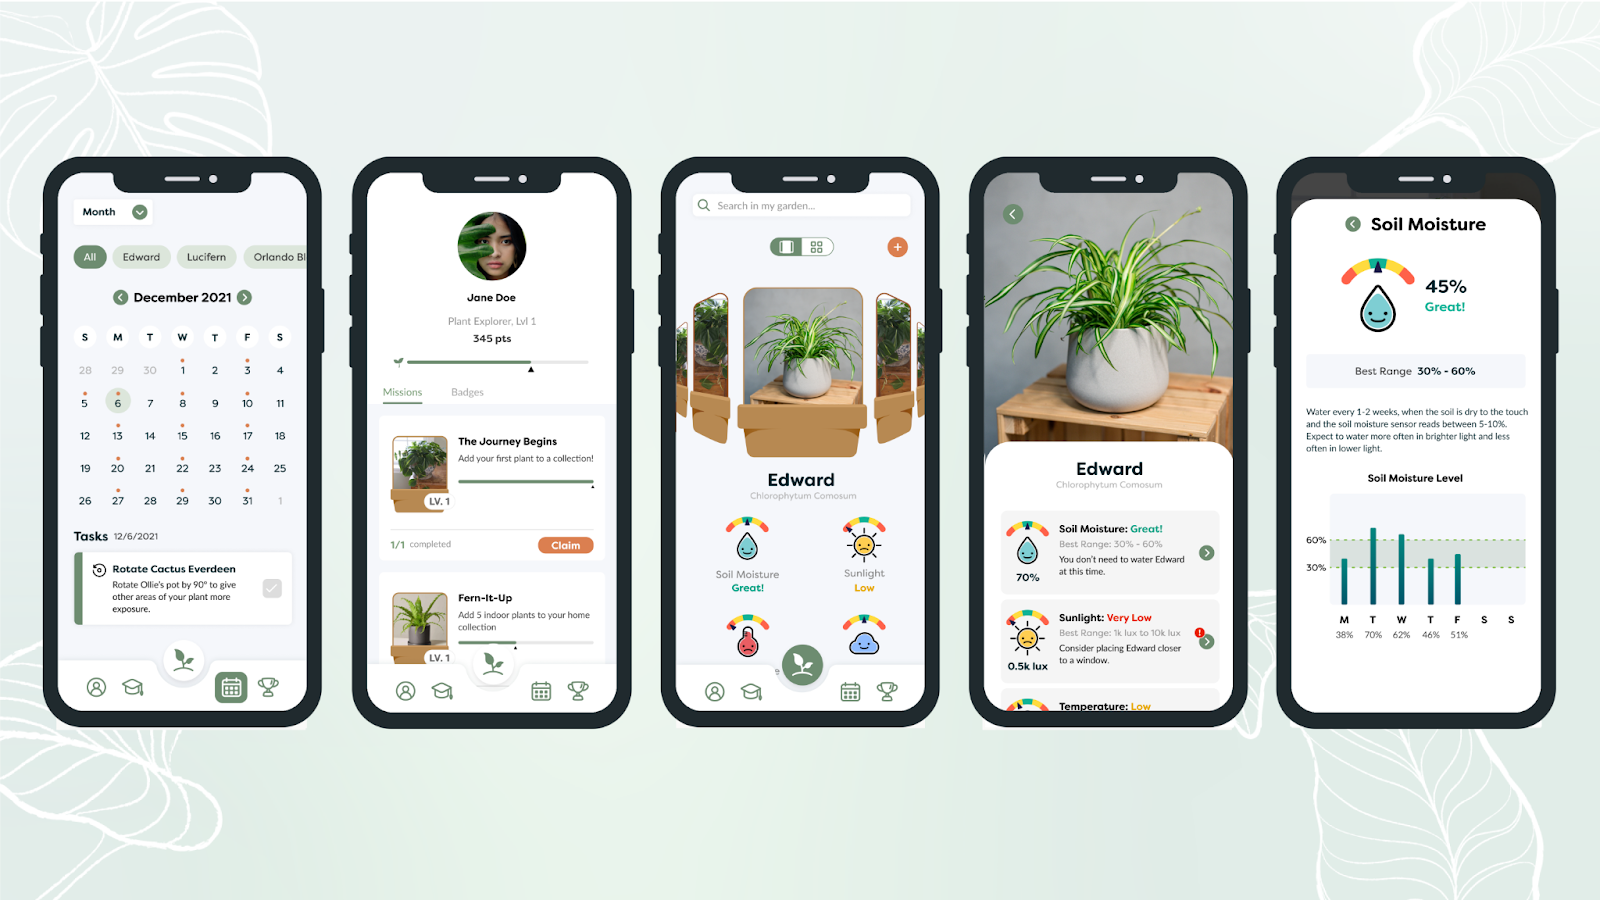 Month
All
Edward
Lucifern
Orlando Bl
December 2021
S M T W T F S
28 29 30 1 2 3 4
5 6 7 8 9 10 11
12 13 14 15 16 17 18
19 20 21 22 23 24 25
26 27 28 29 30 31 1
Tasks 12/6/2021
Rotate Cactus Everdeen
Rotate Ollie's pot by 90° to give
other areas of your plant more
exposure.
Jane Doe
Plant Explorer, Lvl 1
345 pts
Missions
Badges
The Journey Begins
Add your first plant to a collection!
LV. 1
1/1 completed
Claim
Fern-It-Up
Add 5 indoor plants to your home
collection
LV. 1
Search in my garden...
+
Edward
Chlorophytum Comosum
Soil Moisture
Great!
Sunlight
Low
Edward
Chlorophytum Comosum
Soil Moisture: Great!
Best Range: 30% - 60%
You don't need to water Edward
at this time.
70%
Sunlight: Very Low
Best Range: 1k lux to 10k lux
Consider placing Edward closer
to a window.
0.5k lux
!
Temperature: Low
Soil Moisture
45%
Great!
Best Range 30% - 60%
Water every 1-2 weeks, when the soil is dry to the touch
and the soil moisture sensor reads between 5-10%.
Expect to water more often in brighter light and less
often in lower light.
Soil Moisture Level
60%
30%
M T W T F S S
38% 70% 62% 46% 51%